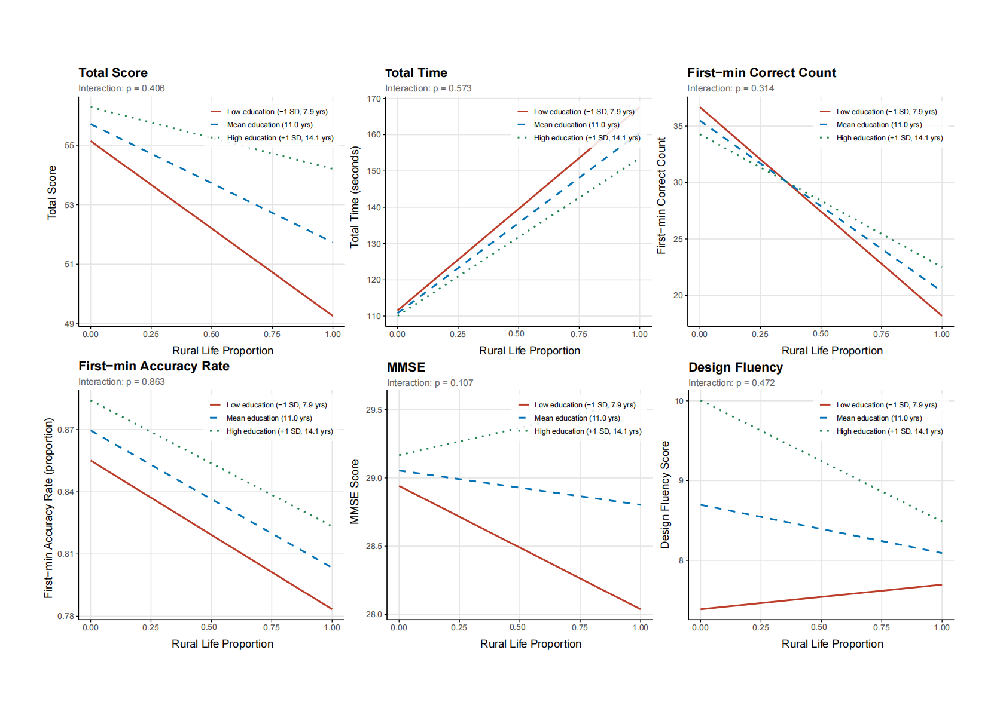 Total Score
Interaction: p = 0.406
Low education (−1 SD, 7.9 yrs)
Mean education (11.0 yrs)
High education (+1 SD, 14.1 yrs)
55
53
51
49
Total Score
0.00 0.25 0.50 0.75 1.00
Rural Life Proportion
Total Time
Interaction: p = 0.573
Low education (−1 SD, 7.9 yrs)
Mean education (11.0 yrs)
High education (+1 SD, 14.1 yrs)
170
160
150
140
130
120
110
Total Time (seconds)
0.00 0.25 0.50 0.75 1.00
Rural Life Proportion
First−min Correct Count
Interaction: p = 0.314
Low education (−1 SD, 7.9 yrs)
Mean education (11.0 yrs)
High education (+1 SD, 14.1 yrs)
35
30
25
20
First−min Correct Count
0.00 0.25 0.50 0.75 1.00
Rural Life Proportion
First−min Accuracy Rate
Interaction: p = 0.863
Low education (−1 SD, 7.9 yrs)
Mean education (11.0 yrs)
High education (+1 SD, 14.1 yrs)
0.87
0.84
0.81
0.78
First−min Accuracy Rate (proportion)
0.00 0.25 0.50 0.75 1.00
Rural Life Proportion
MMSE
Interaction: p = 0.107
Low education (−1 SD, 7.9 yrs)
Mean education (11.0 yrs)
High education (+1 SD, 14.1 yrs)
29.5
29.0
28.5
28.0
MMSE Score
0.00 0.25 0.50 0.75 1.00
Rural Life Proportion
Design Fluency
Interaction: p = 0.472
Low education (−1 SD, 7.9 yrs)
Mean education (11.0 yrs)
High education (+1 SD, 14.1 yrs)
10
9
8
Design Fluency Score
0.00 0.25 0.50 0.75 1.00
Rural Life Proportion